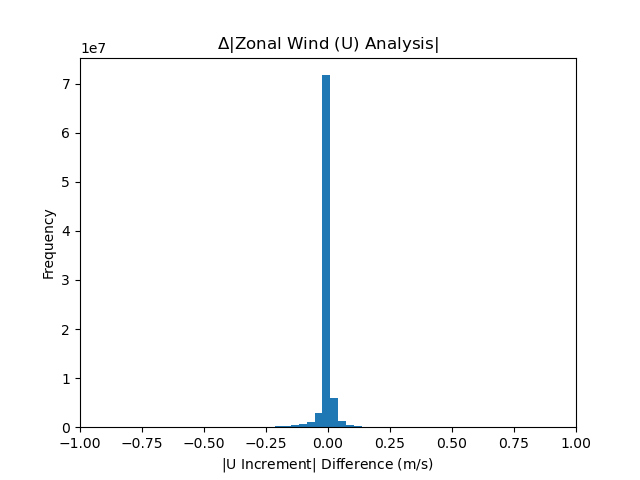 Δ|Zonal Wind (U) Analysis|
1e7
7
6
5
4
3
2
1
0
Frequency
−1.00 −0.75 −0.50 −0.25 0.00 0.25 0.50 0.75 1.00
|U Increment| Difference (m/s)